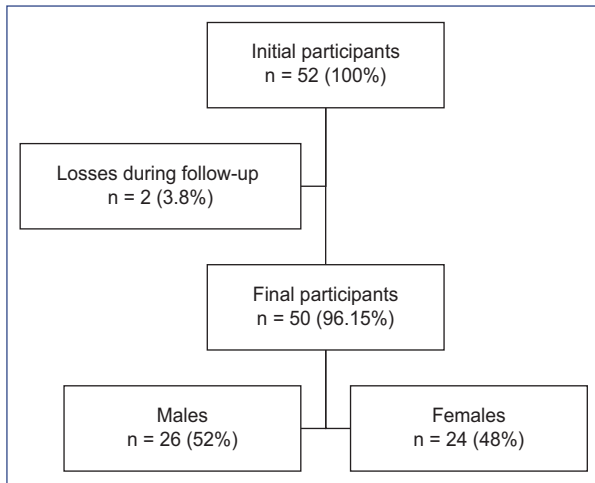 Initial participants
n = 52 (100%)
Losses during follow-up
n = 2 (3.8%)
Final participants
n = 50 (96.15%)
Males
n = 26 (52%)
Females
n = 24 (48%)